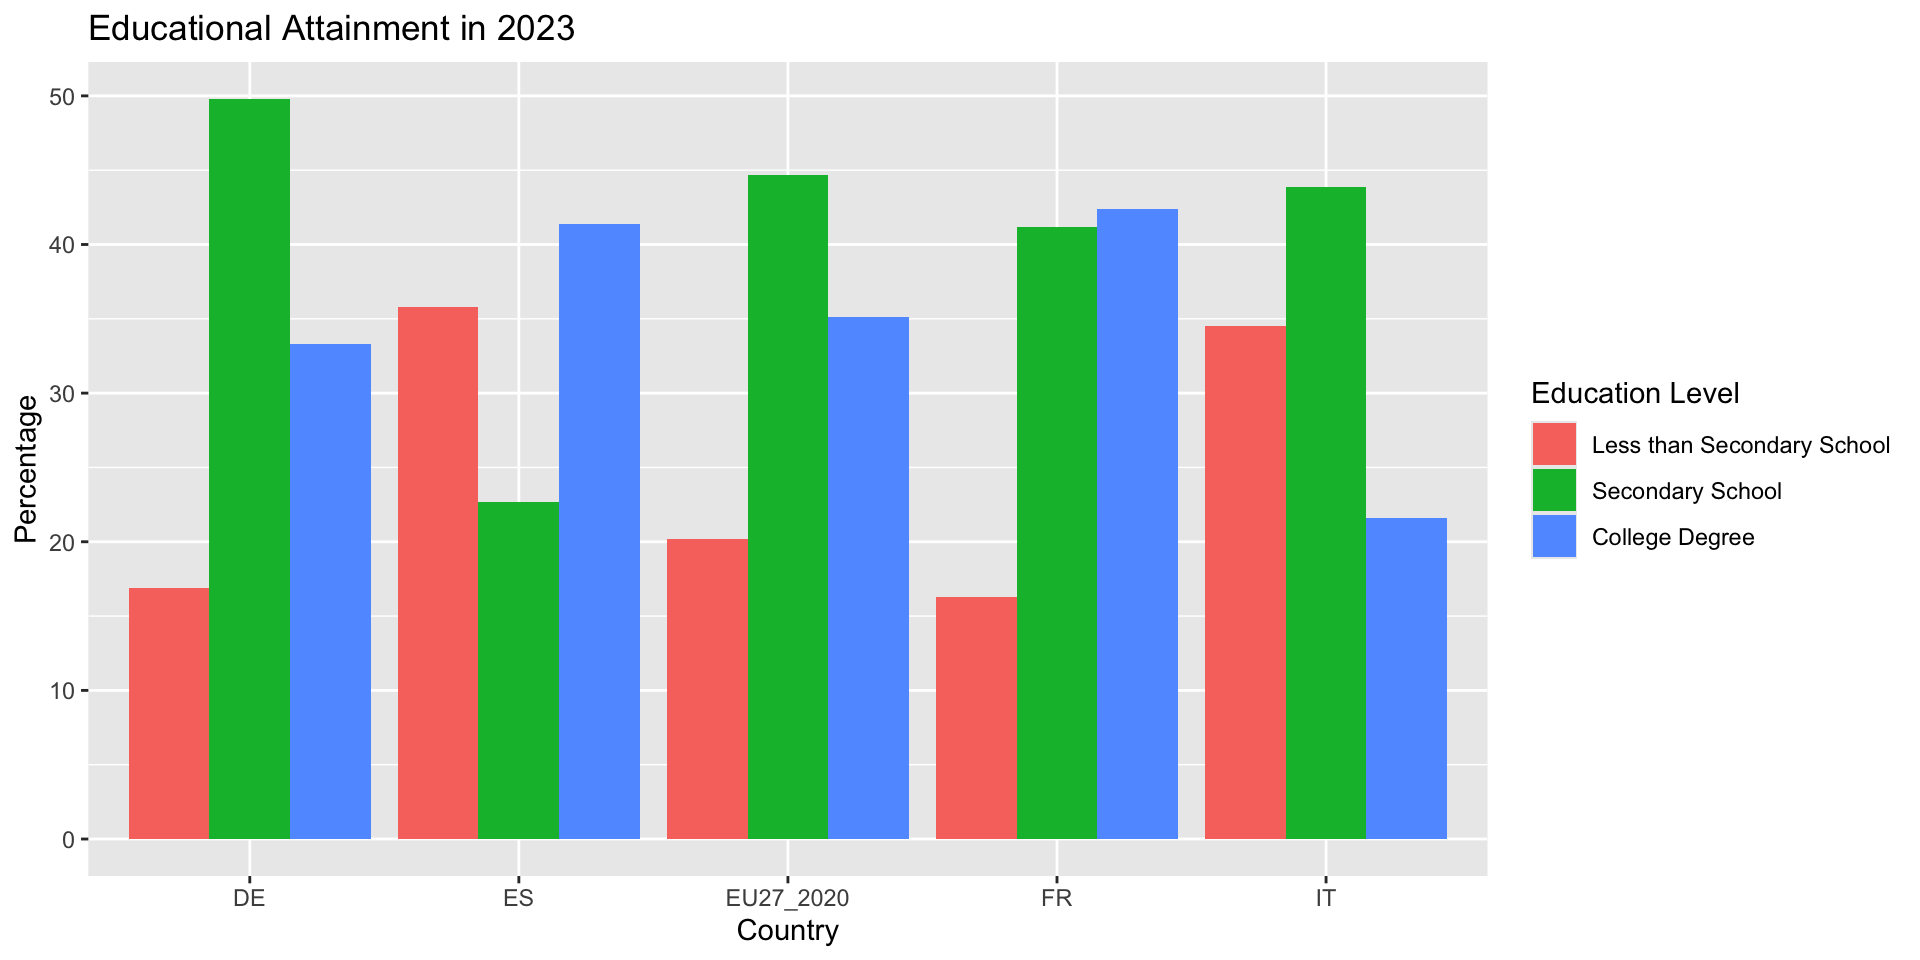 Educational Attainment in 2023
50
40
30
20
10
0
Percentage
DE ES EU27_2020 FR IT
Country
Education Level
Less than Secondary School
Secondary School
College Degree